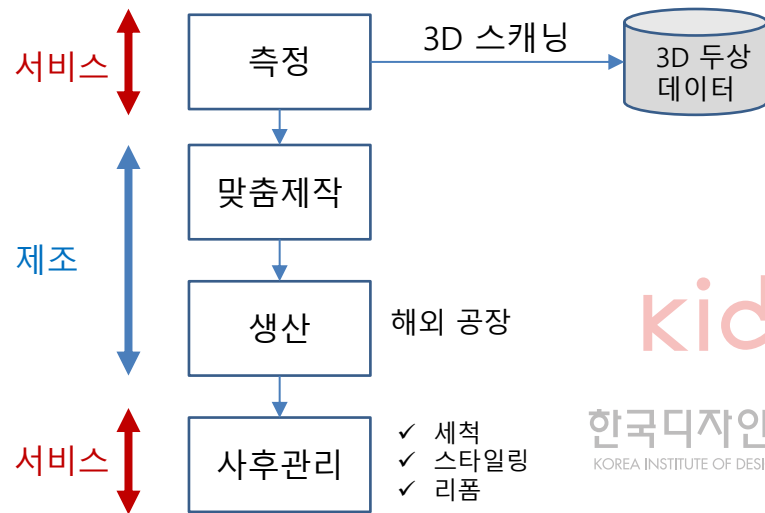 서비스
측정
3D 스캐닝
3D 두상
데이터
맞춤제작
제조
생산
해외 공장
kid
한국디자인
KOREA INSTITUTE OF DESI
서비스
사후관리
✓ 세척
✓ 스타일링
✓ 리폼